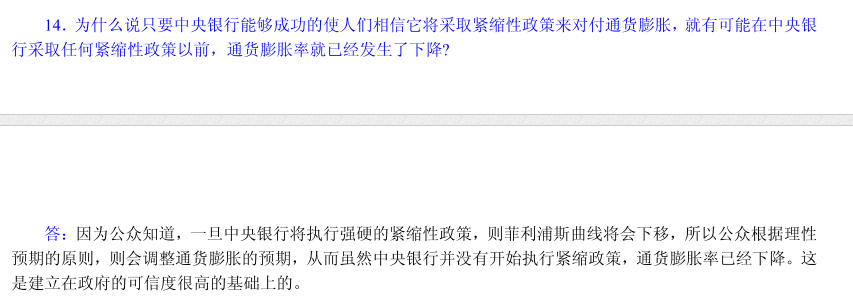 14．为什么说只要中央银行能够成功的使人们相信它将采取紧缩性政策来对付通货膨胀，就有可能在中央银
行采取任何紧缩性政策以前，通货膨胀率就已经发生了下降?
答：因为公众知道，一旦中央银行将执行强硬的紧缩性政策，则菲利浦斯曲线将会下移，所以公众根据理性
预期的原则，则会调整通货膨胀的预期，从而虽然中央银行并没有开始执行紧缩政策，通货膨胀率已经下降。这
是建立在政府的可信度很高的基础上的。